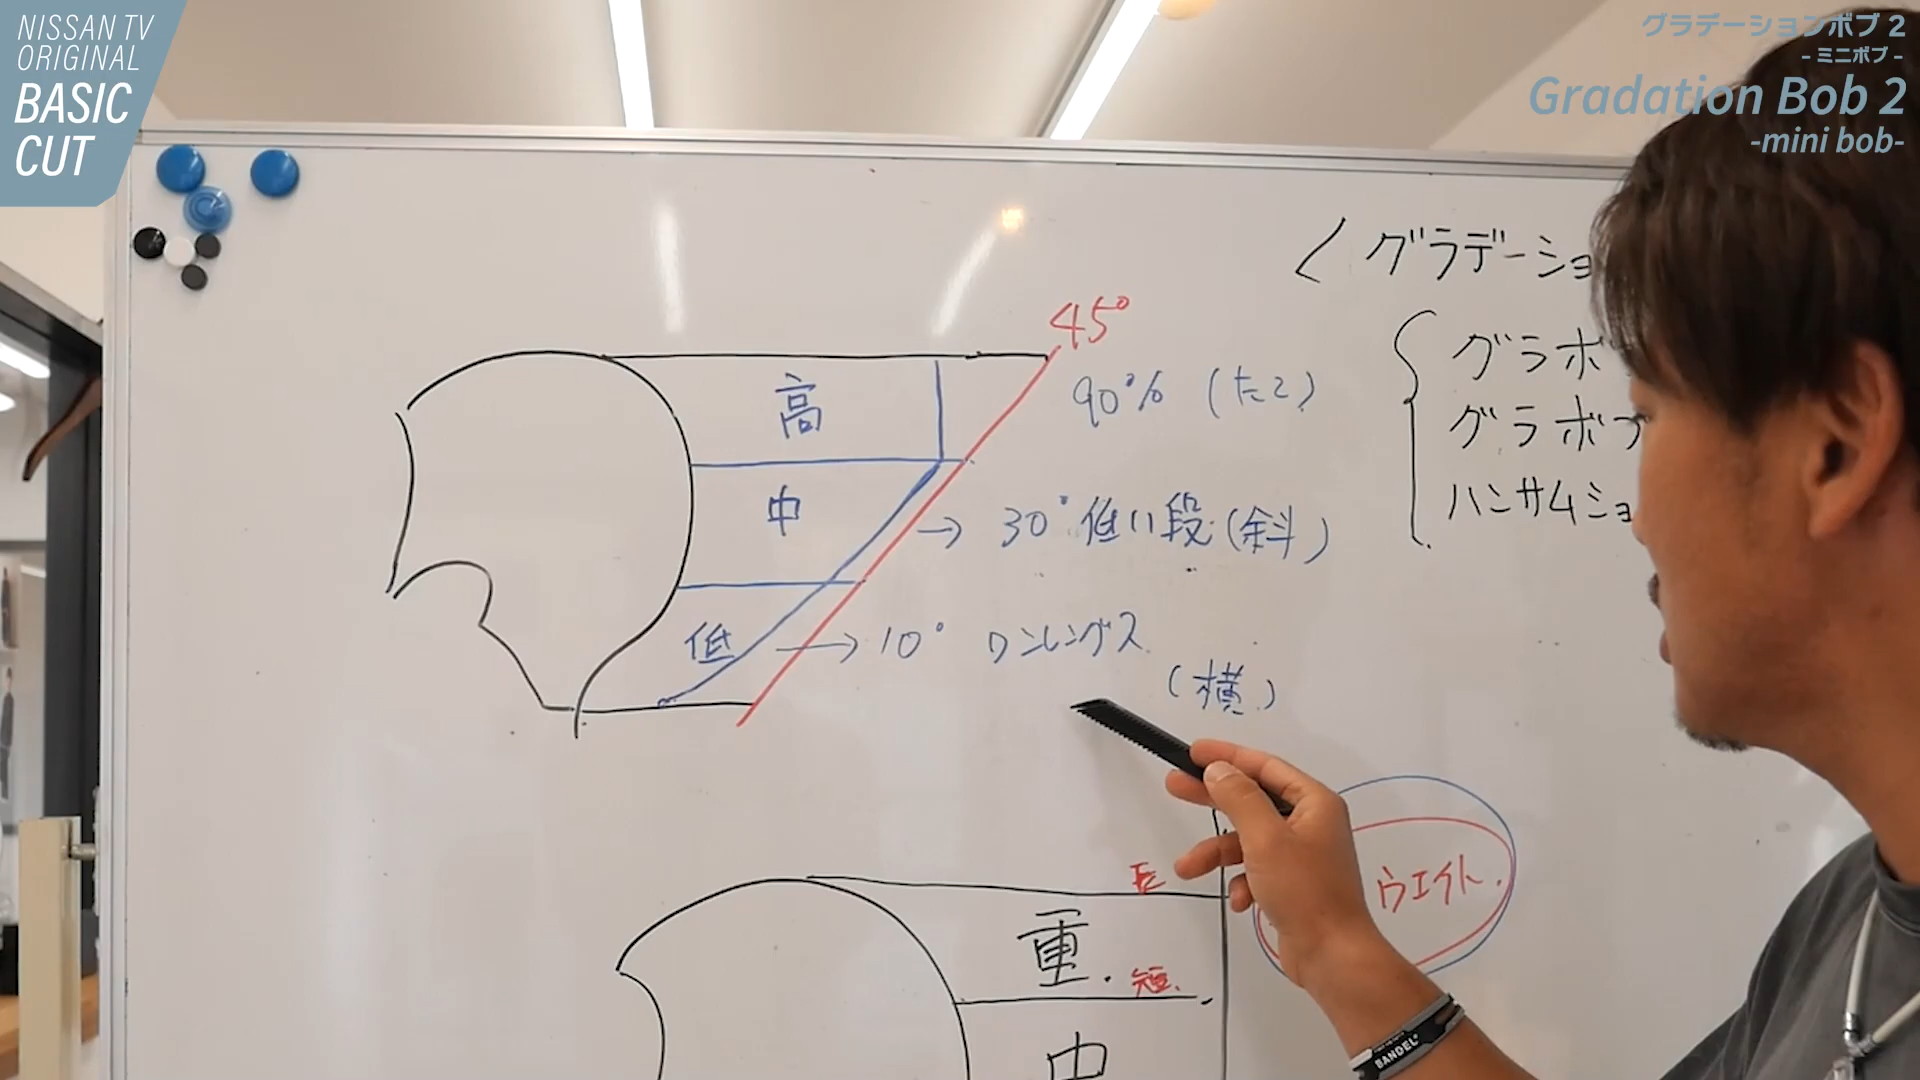 NISSAN TV
ORIGINAL
BASIC
CUT
グラデーションボブ 2
- ミニボブ -
Gradation Bob 2
-mini bob-
グラデーショ
グラボ
グラボブ
ハンサムショ
45°
高
90°% (たて)
中
→ 30° 低い段 (斜)
低
→ 10° ワンレングス
(横)
長
重.
短.
ウエイト.
中
BANDEL